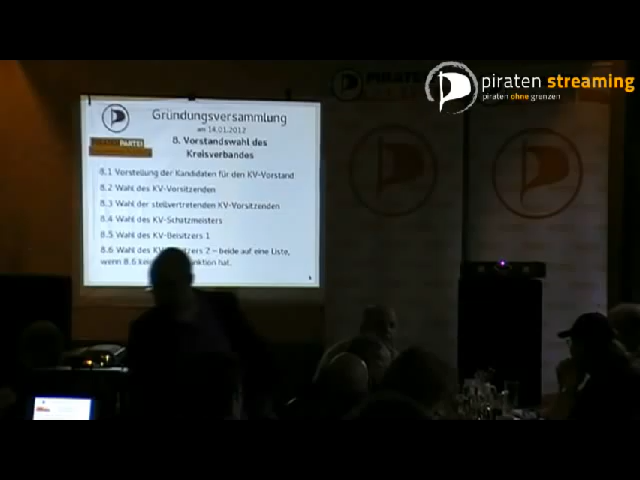 piraten streaming
piraten ohne grenzen
PIRATEN
Gründungsversammlung
am 14.01.2012
PIRATENPARTEI
8. Vorstandswahl des
Kreisverbandes
8.1 Vorstellung der Kandidaten für den KV-Vorstand
8.2 Wahl des KV-Vorsitzenden
8.3 Wahl der stellvertretenden KV-Vorsitzenden
8.4 Wahl des KV-Schatzmeisters
8.5 Wahl des KV-Beisitzers 1
8.6 Wahl des 2 – beide auf eine Liste,
wenn 8.6 hat.